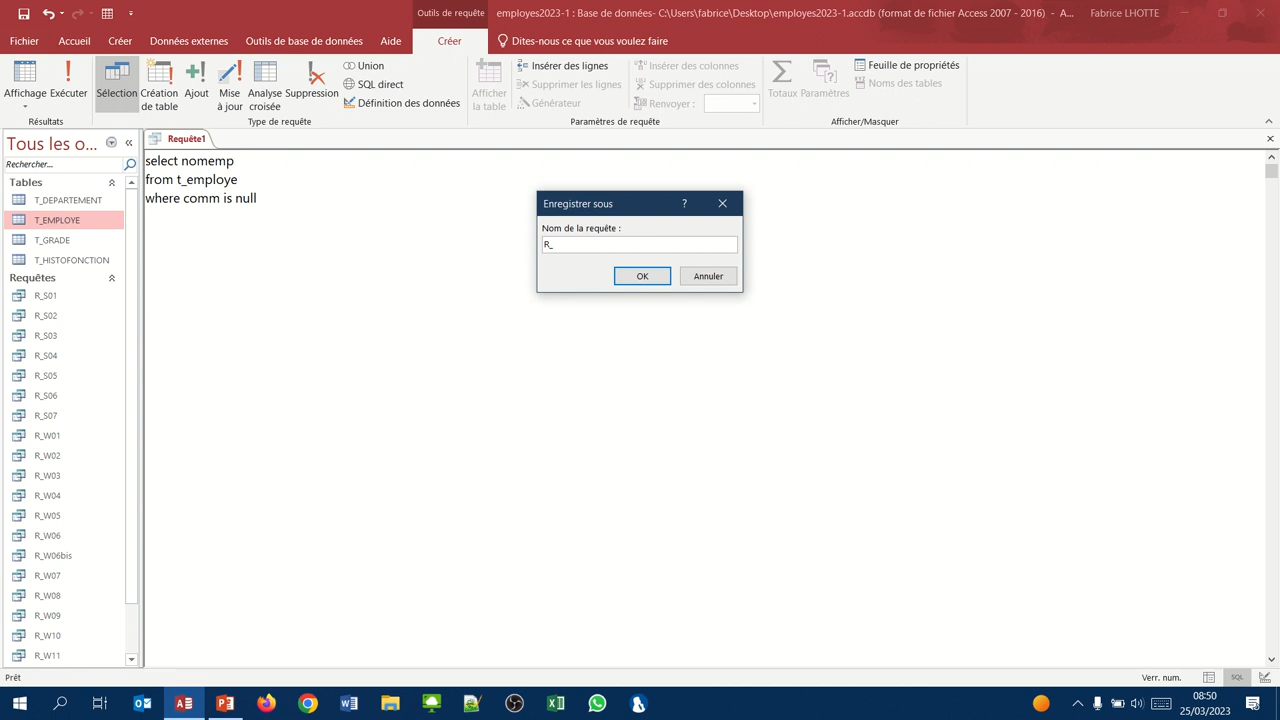 Outils de requête
employes2023-1 : Base de données- C:\Users\fabrice\Desktop\employes2023-1.accdb (format de fichier Access 2007 - 2016) - A...
Fabrice LHOTTE
Fichier
Accueil
Créer
Données externes
Outils de base de données
Aide
Créer
Dites-nous ce que vous voulez faire
Affichage
Exécuter
Résultats
Sélection
Création
de table
Ajout
Mise
à jour
Analyse
croisée
Suppression
Union
SQL direct
Définition des données
Type de requête
Afficher
la table
Insérer des lignes
Supprimer les lignes
Générateur
Insérer des colonnes
Supprimer des colonnes
Renvoyer :
Paramètres de requête
Totaux
Paramètres
Feuille de propriétés
Noms des tables
Afficher/Masquer
Tous les o...
Rechercher...
Tables
T_DEPARTEMENT
T_EMPLOYE
T_GRADE
T_HISTOFONCTION
Requêtes
R_S01
R_S02
R_S03
R_S04
R_S05
R_S06
R_S07
R_W01
R_W02
R_W03
R_W04
R_W05
R_W06
R_W06bis
R_W07
R_W08
R_W09
R_W10
R_W11
Requête1
select nomemp
from t_employe
where comm is null
Enregistrer sous
?
Nom de la requête :
R_
OK
Annuler
Prêt
Verr. num.
SQL
08:50
25/03/2023